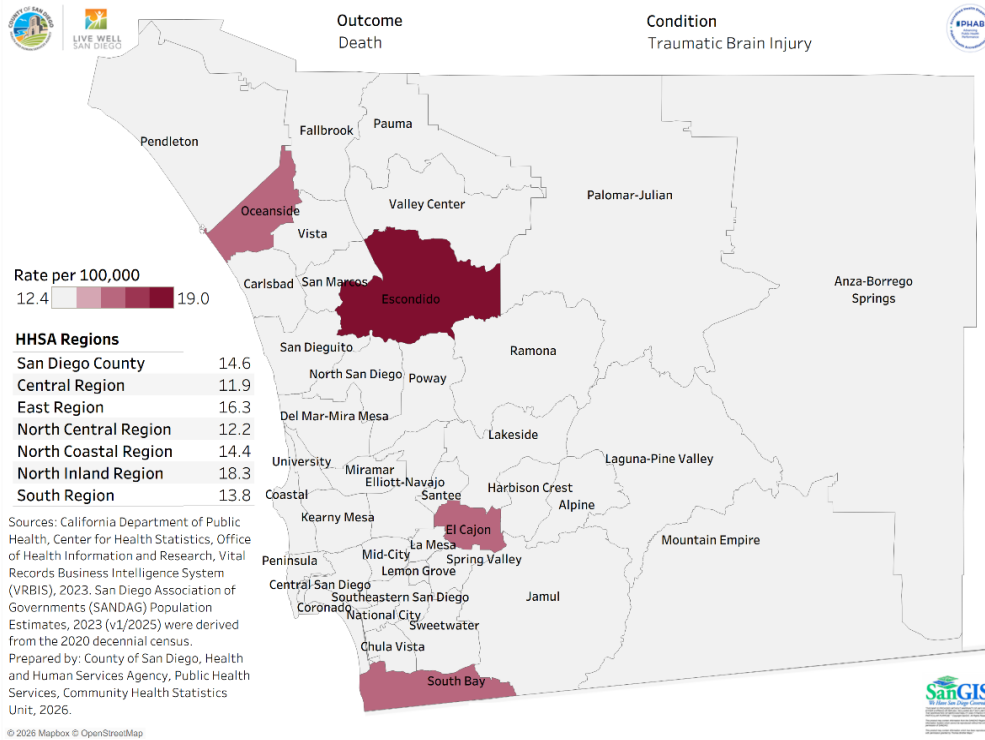 COUNTY OF SAN DIEGO
LIVE WELL
SAN DIEGO
Outcome
Death
Condition
Traumatic Brain Injury
PHAB
Pendleton
Fallbrook
Pauma
Oceanside
Vista
Valley Center
Palomar-Julian
Carlsbad
San Marcos
Escondido
Anza-Borrego
Springs
San Dieguito
North San Diego
Poway
Ramona
Del Mar-Mira Mesa
Lakeside
University
Miramar
Elliott-Navajo
Santee
Harbison Crest
Laguna-Pine Valley
Coastal
Alpine
Kearny Mesa
El Cajon
Mountain Empire
La Mesa
Mid-City
Spring Valley
Peninsula
Lemon Grove
Central San Diego
Southeastern San Diego
Jamul
Coronado
National City
Sweetwater
Chula Vista
South Bay
Rate per 100,000
12.4 19.0
HHSA Regions
San Diego County 14.6
Central Region 11.9
East Region 16.3
North Central Region 12.2
North Coastal Region 14.4
North Inland Region 18.3
South Region 13.8
Sources: California Department of Public
Health, Center for Health Statistics, Office
of Health Information and Research, Vital
Records Business Intelligence System
(VRBIS), 2023. San Diego Association of
Governments (SANDAG) Population
Estimates, 2023 (v1/2025) were derived
from the 2020 decennial census.
Prepared by: County of San Diego, Health
and Human Services Agency, Public Health
Services, Community Health Statistics
Unit, 2026.
© 2026 Mapbox © OpenStreetMap
SanGIS